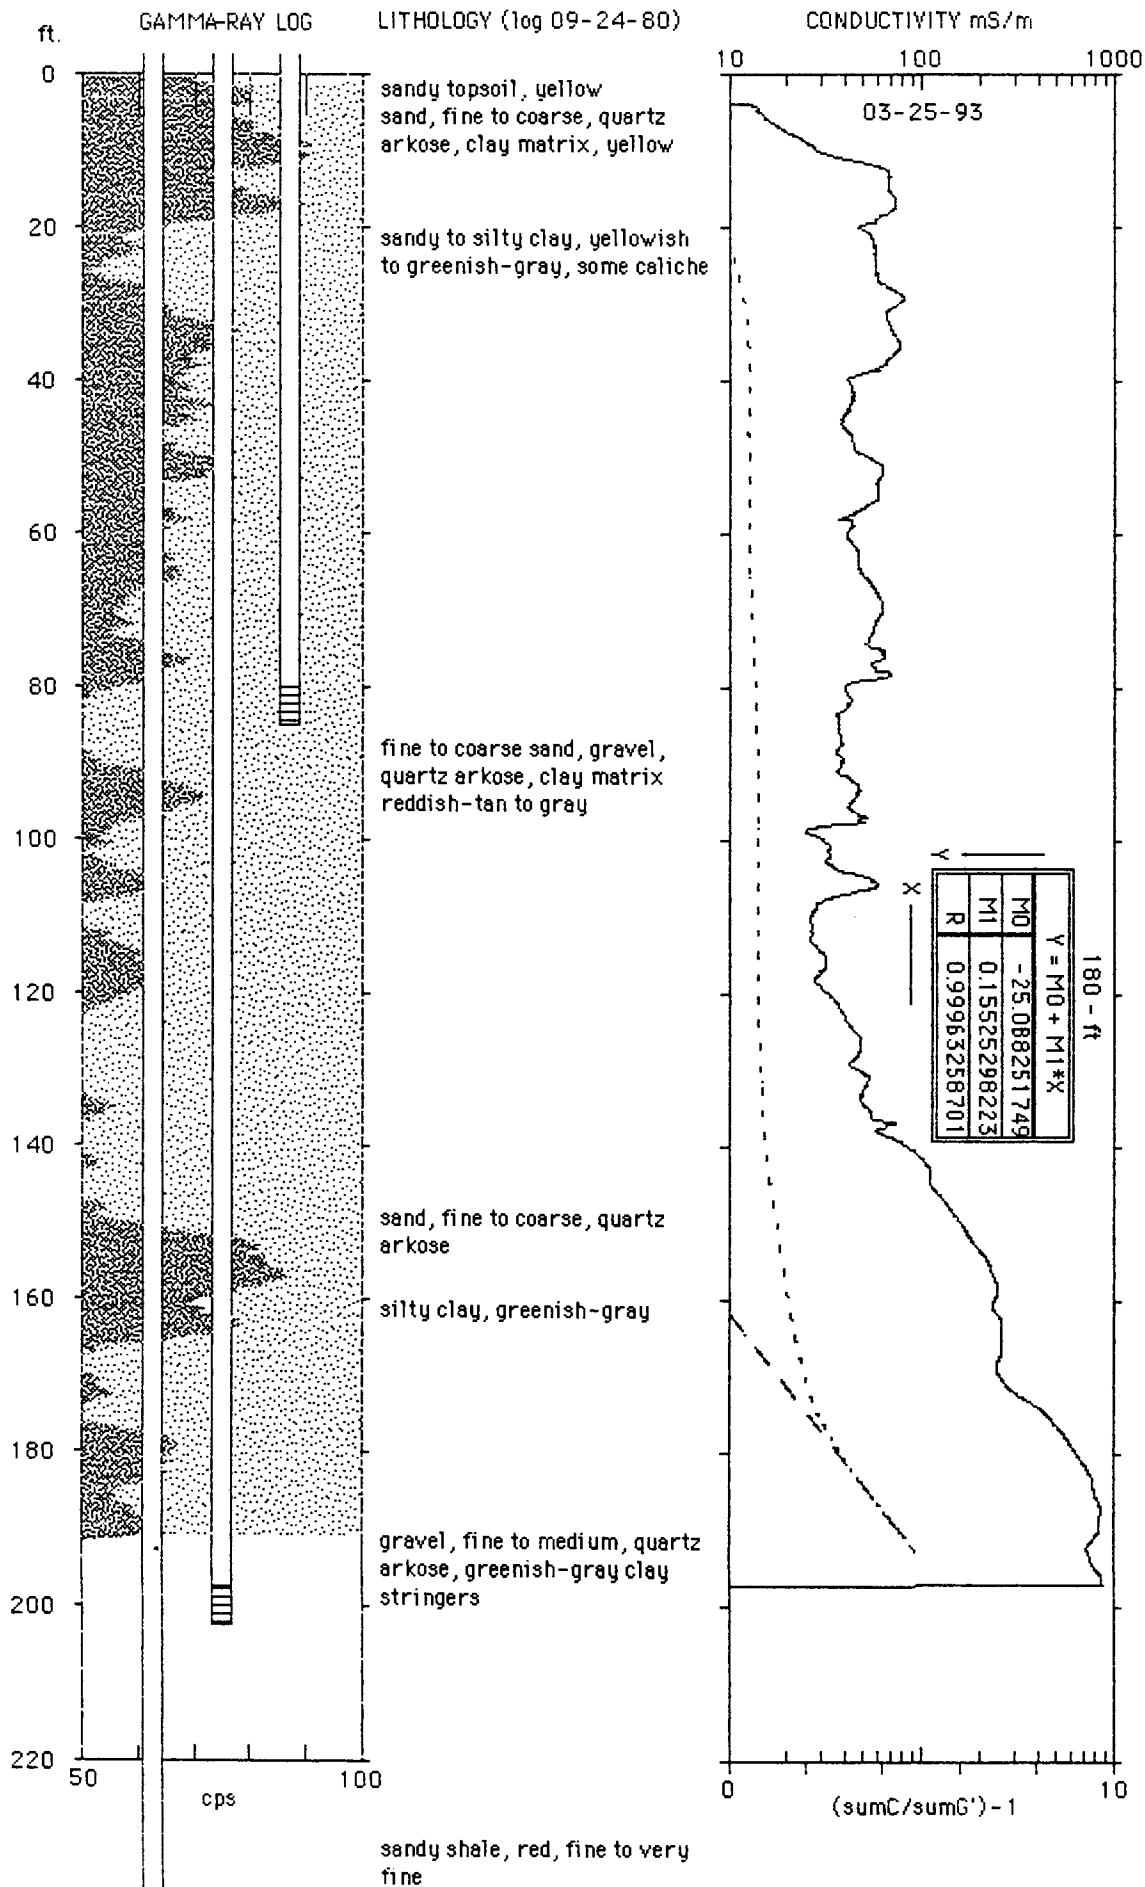 GAMMA-RAY LOG LITHOLOGY (log 09-24-80) CONDUCTIVITY mS/m
ft.
10 100 1000
03-25-93
0
20
40
60
80
100
120
140
160
180
200
220
sandy topsoil, yellow
sand, fine to coarse, quartz
arkose, clay matrix, yellow
sandy to silty clay, yellowish
to greenish-gray, some caliche
fine to coarse sand, gravel,
quartz arkose, clay matrix
reddish-tan to gray
sand, fine to coarse, quartz
arkose
silty clay, greenish-gray
gravel, fine to medium, quartz
arkose, greenish-gray clay
stringers
sandy shale, red, fine to very
fine
50 100
cps
180-ft
Y = M0 + M1*X
M0 -25.088251749
M1 0.15525298223
R 0.99963258701
Y
X
0 10
(sumC/sumG')-1